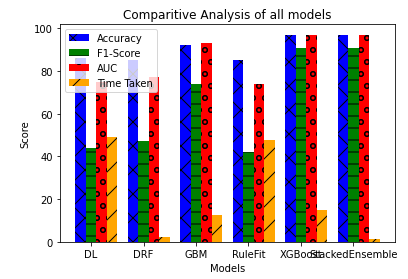 Comparitive Analysis of all models
100
80
60
40
20
0
Score
Accuracy
F1-Score
AUC
Time Taken
DL
DRF
GBM
RuleFit
XGBoost
StackedEnsemble
Models